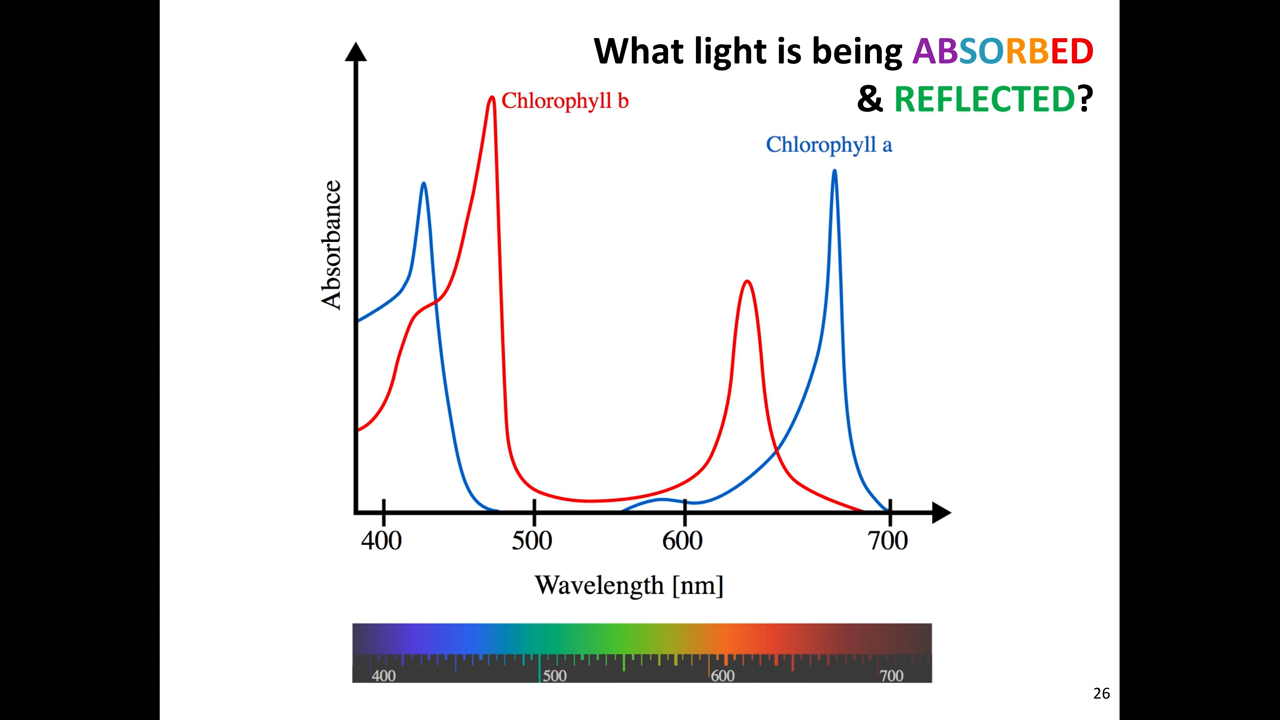 What light is being ABSORBED
& REFLECTED?
Chlorophyll b
Chlorophyll a
Absorbance
400 500 600 700
Wavelength [nm]
400 500 600 700
26